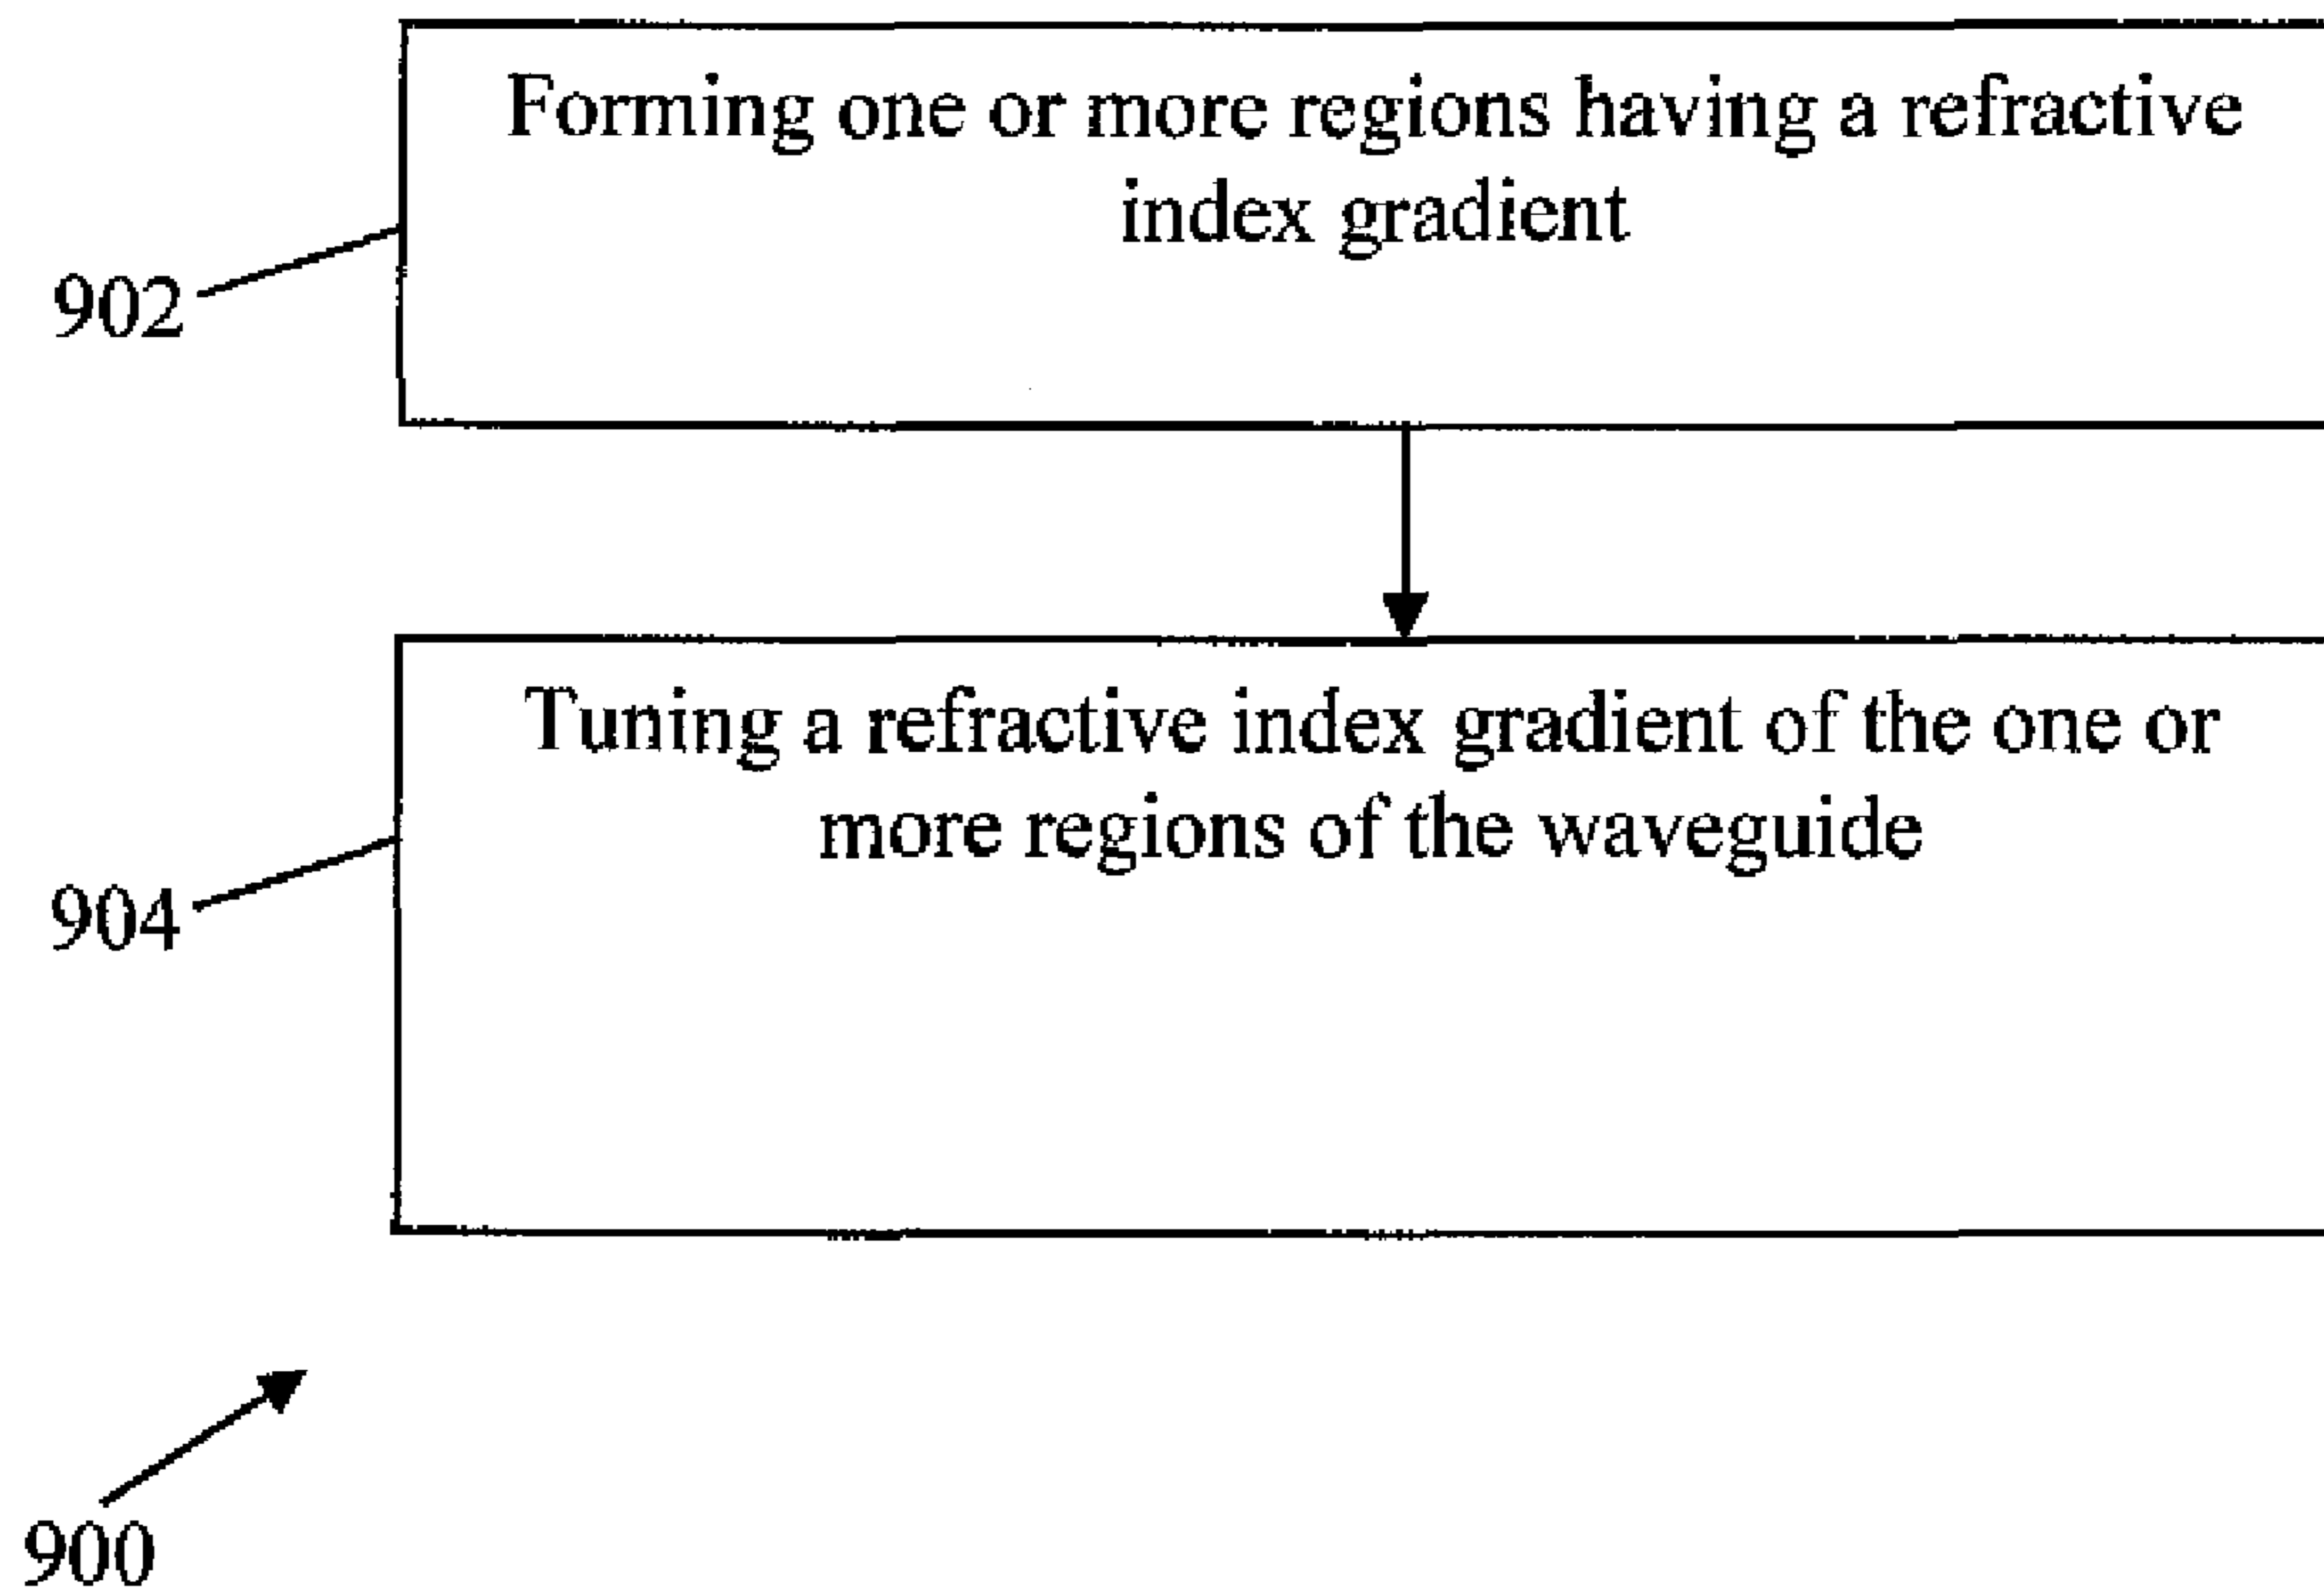 Forming one or more regions having a refractive
index gradient
902
Tuning a refractive index gradient of the one or
more regions of the waveguide
904
900